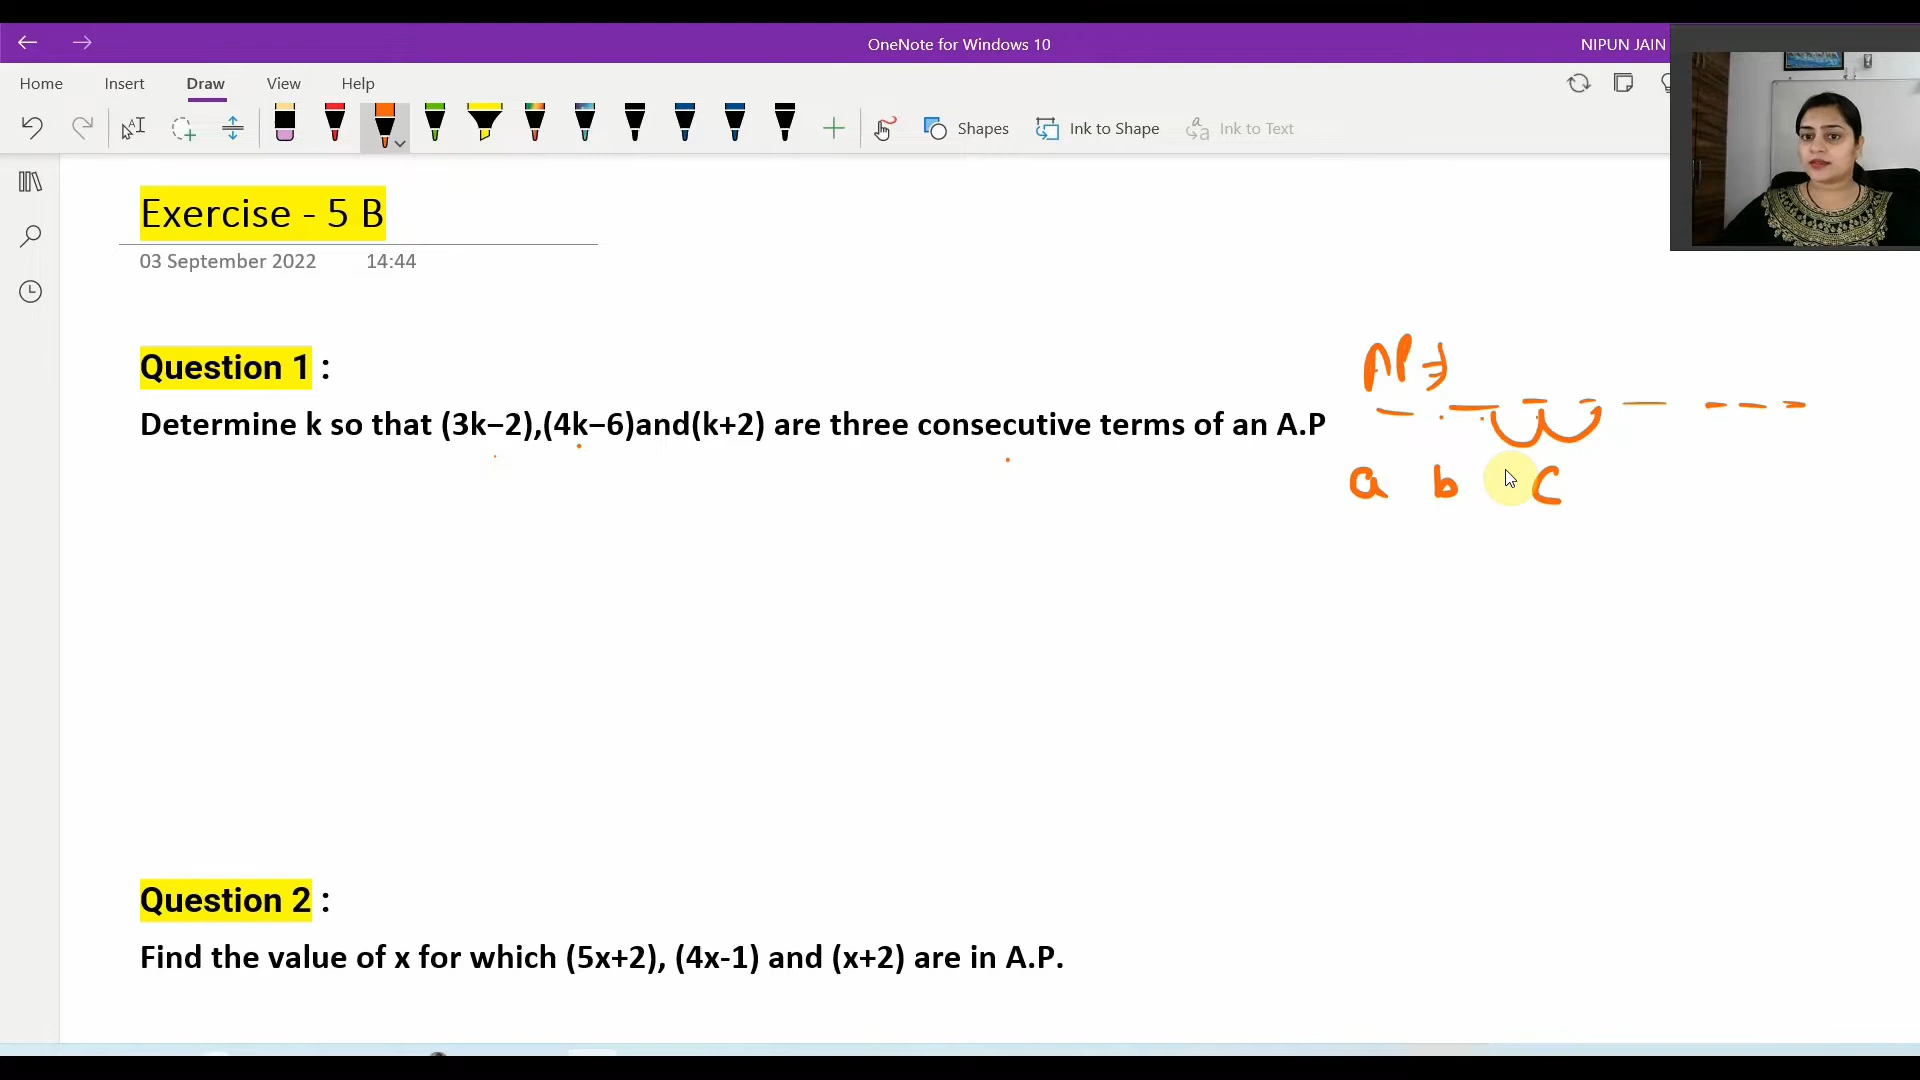 OneNote for Windows 10
NIPUN JAIN
Home Insert Draw View Help
Shapes Ink to Shape Ink to Text
Exercise - 5 B
03 September 2022 14:44
Question 1 :
Determine k so that (3k−2),(4k−6)and(k+2) are three consecutive terms of an A.P
AP
a b c
Question 2 :
Find the value of x for which (5x+2), (4x-1) and (x+2) are in A.P.